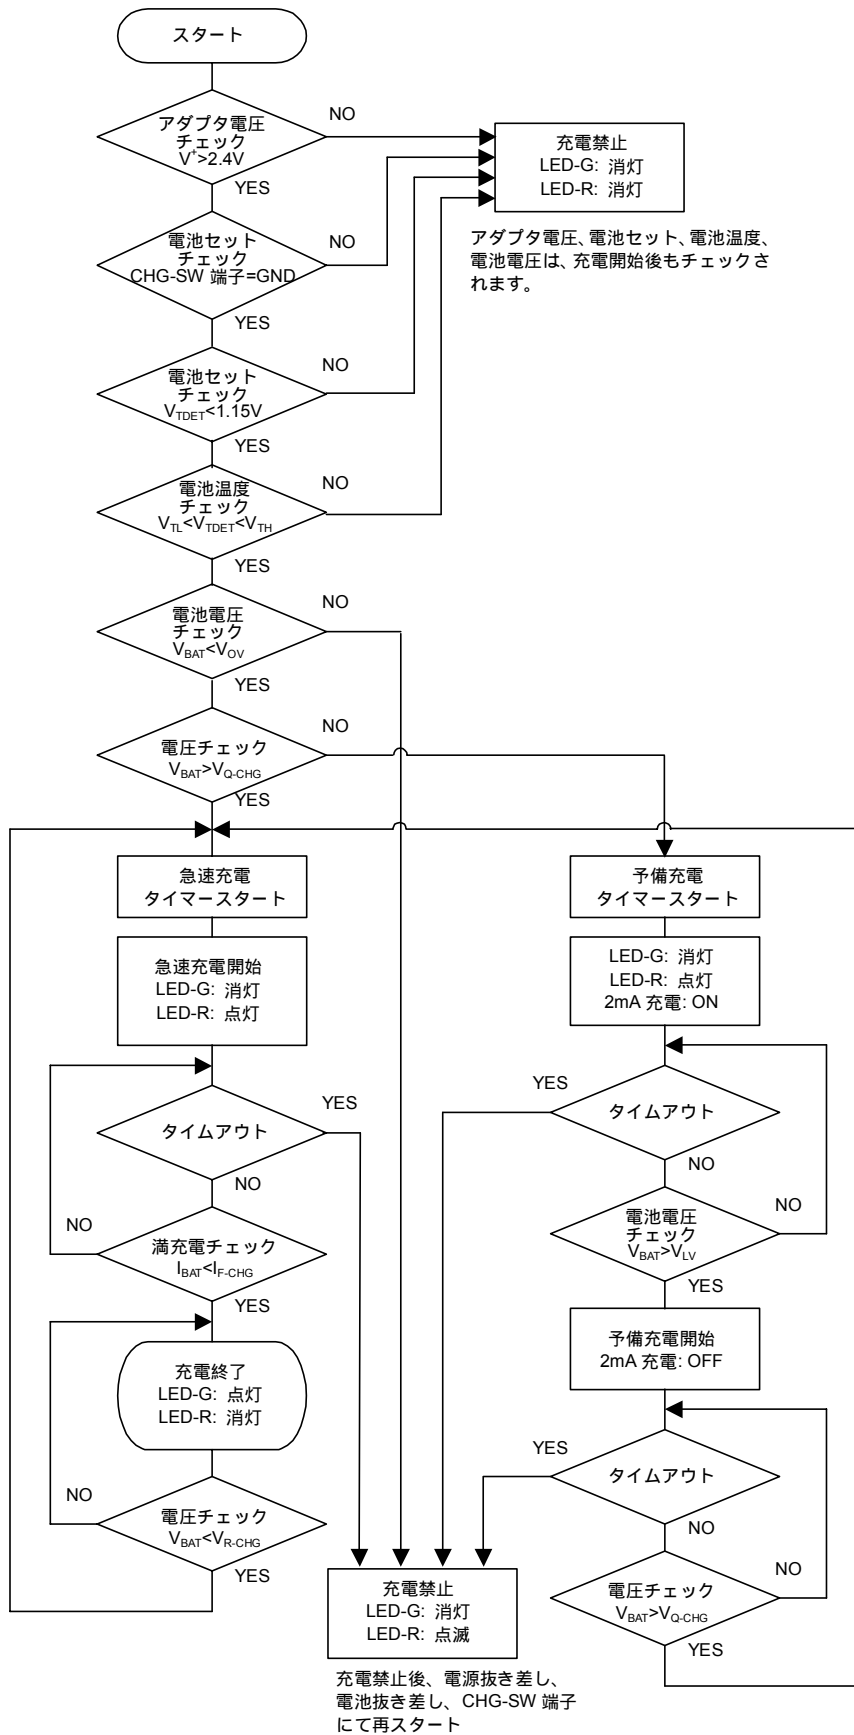 スタート
アダプタ電圧
チェック
V⁺>2.4V
NO
YES
充電禁止
LED-G: 消灯
LED-R: 消灯
アダプタ電圧、電池セット、電池温度、
電池電圧は、充電開始後もチェックさ
れます。
電池セット
チェック
CHG-SW 端子=GND
NO
YES
電池セット
チェック
VTDET<1.15V
NO
YES
電池温度
チェック
VTL<VTDET<VTH
NO
YES
電池電圧
チェック
VBAT<VOV
NO
YES
電圧チェック
VBAT>VQ-CHG
NO
YES
急速充電
タイマースタート
急速充電開始
LED-G: 消灯
LED-R: 点灯
タイムアウト
YES
NO
満充電チェック
IBAT<IF-CHG
NO
YES
充電終了
LED-G: 点灯
LED-R: 消灯
電圧チェック
VBAT<VR-CHG
NO
YES
予備充電
タイマースタート
LED-G: 消灯
LED-R: 点灯
2mA 充電: ON
タイムアウト
YES
NO
電池電圧
チェック
VBAT>VLV
NO
YES
予備充電開始
2mA 充電: OFF
タイムアウト
YES
NO
電圧チェック
VBAT>VQ-CHG
NO
YES
充電禁止
LED-G: 消灯
LED-R: 点滅
充電禁止後、電源抜き差し、
電池抜き差し、CHG-SW 端子
にて再スタート